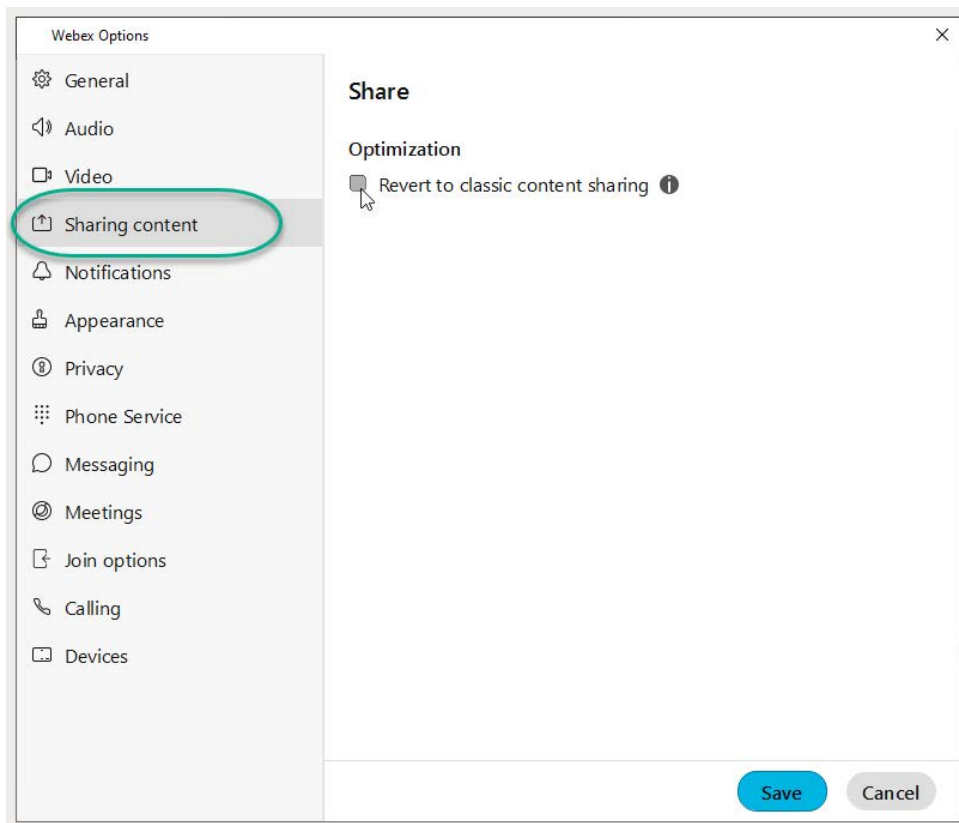 Webex Options
General
Audio
Video
Sharing content
Notifications
Appearance
Privacy
Phone Service
Messaging
Meetings
Join options
Calling
Devices
Share
Optimization
Revert to classic content sharing
Save
Cancel